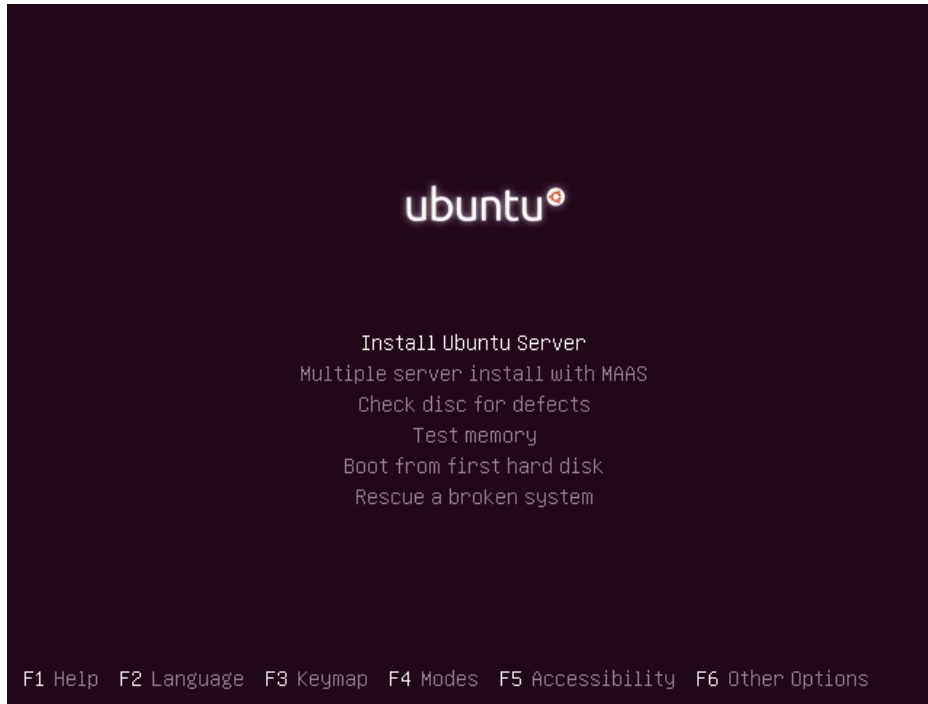 ubuntu
Install Ubuntu Server
Multiple server install with MAAS
Check disc for defects
Test memory
Boot from first hard disk
Rescue a broken system
F1 Help F2 Language F3 Keymap F4 Modes F5 Accessibility F6 Other Options